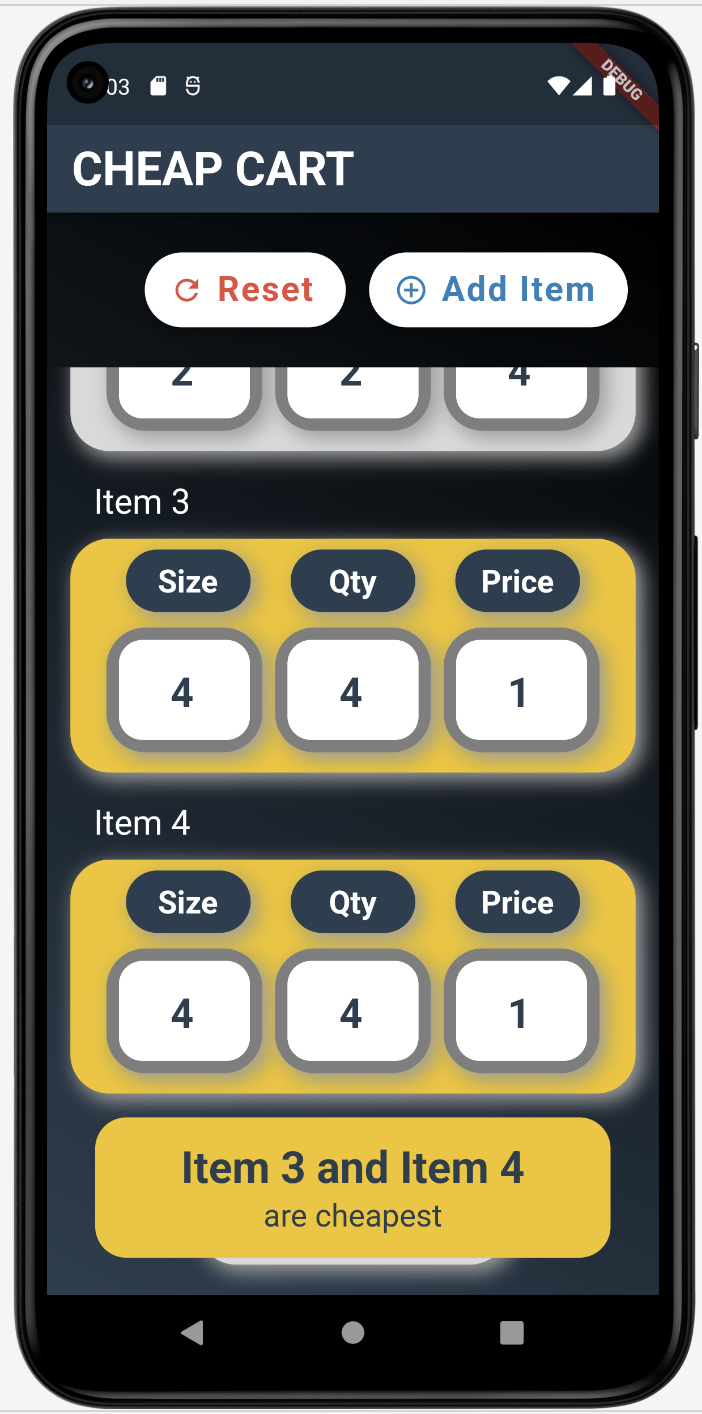 03
DEBUG
CHEAP CART
Reset Add Item
2 2 4
Item 3
Size Qty Price
4 4 1
Item 4
Size Qty Price
4 4 1
Item 3 and Item 4
are cheapest